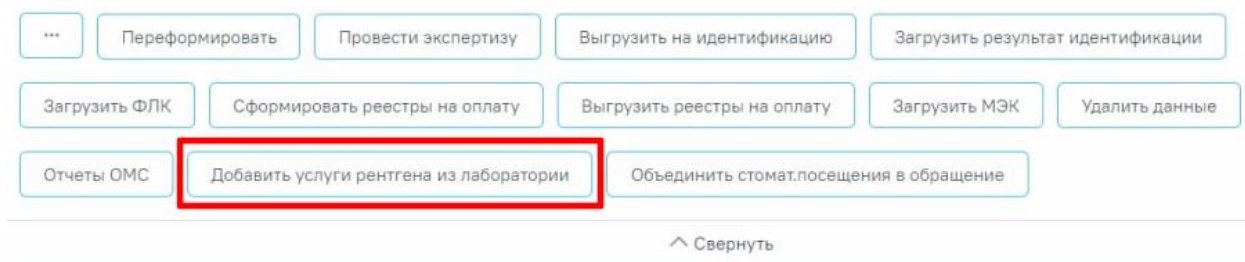 ... Переформировать Провести экспертизу Выгрузить на идентификацию Загрузить результат идентификации
Загрузить ФЛК Сформировать реестры на оплату Выгрузить реестры на оплату Загрузить МЭК Удалить данные
Отчеты ОМС Добавить услуги рентгена из лаборатории Объединить стомат.посещения в обращение
Свернуть